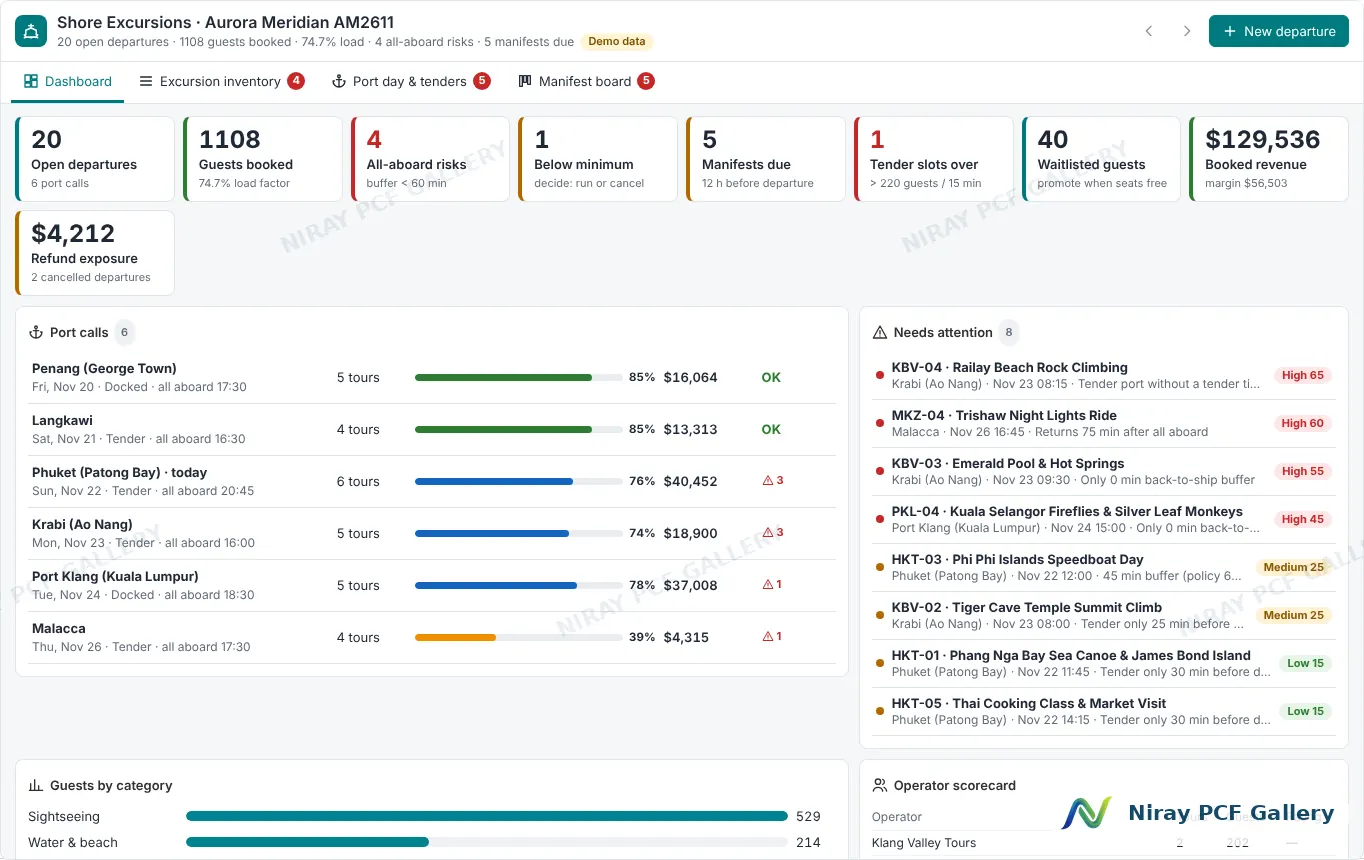 Shore Excursions · Aurora Meridian AM2611
20 open departures · 1108 guests booked · 74.7% load · 4 all-aboard risks · 5 manifests due Demo data
New departure
Dashboard
Excursion inventory 4
Port day & tenders 5
Manifest board 5
20
Open departures
6 port calls
1108
Guests booked
74.7% load factor
4
All-aboard risks
buffer < 60 min
1
Below minimum
decide: run or cancel
5
Manifests due
12 h before departure
1
Tender slots over
> 220 guests / 15 min
40
Waitlisted guests
promote when seats free
$129,536
Booked revenue
margin $56,503
$4,212
Refund exposure
2 cancelled departures
Port calls 6
Penang (George Town)
Fri, Nov 20 · Docked · all aboard 17:30
5 tours 85% $16,064 OK
Langkawi
Sat, Nov 21 · Tender · all aboard 16:30
4 tours 85% $13,313 OK
Phuket (Patong Bay) · today
Sun, Nov 22 · Tender · all aboard 20:45
6 tours 76% $40,452 3
Krabi (Ao Nang)
Mon, Nov 23 · Tender · all aboard 16:00
5 tours 74% $18,900 3
Port Klang (Kuala Lumpur)
Tue, Nov 24 · Docked · all aboard 18:30
5 tours 78% $37,008 1
Malacca
Thu, Nov 26 · Tender · all aboard 17:30
4 tours 39% $4,315 1
Needs attention 8
KBV-04 · Railay Beach Rock Climbing
Krabi (Ao Nang) · Nov 23 08:15 · Tender port without a tender ti...
High 65
MKZ-04 · Trishaw Night Lights Ride
Malacca · Nov 26 16:45 · Returns 75 min after all aboard
High 60
KBV-03 · Emerald Pool & Hot Springs
Krabi (Ao Nang) · Nov 23 09:30 · Only 0 min back-to-ship buffer
High 55
PKL-04 · Kuala Selangor Fireflies & Silver Leaf Monkeys
Port Klang (Kuala Lumpur) · Nov 24 15:00 · Only 0 min back-to-...
High 45
HKT-03 · Phi Phi Islands Speedboat Day
Phuket (Patong Bay) · Nov 22 12:00 · 45 min buffer (policy 6...
Medium 25
KBV-02 · Tiger Cave Temple Summit Climb
Krabi (Ao Nang) · Nov 23 08:00 · Tender only 25 min before ...
Medium 25
HKT-01 · Phang Nga Bay Sea Canoe & James Bond Island
Phuket (Patong Bay) · Nov 22 11:45 · Tender only 30 min before d...
Low 15
HKT-05 · Thai Cooking Class & Market Visit
Phuket (Patong Bay) · Nov 22 14:15 · Tender only 30 min before d...
Low 15
Guests by category
Sightseeing 529
Water & beach 214
Operator scorecard
Operator
Klang Valley Tours 2 202 —
Niray PCF Gallery
NIRAY PCF GALLERY
NIRAY PCF GALLERY
PCF GALLERY
NIRAY PCF GALLERY
NIRAY PCF GALL